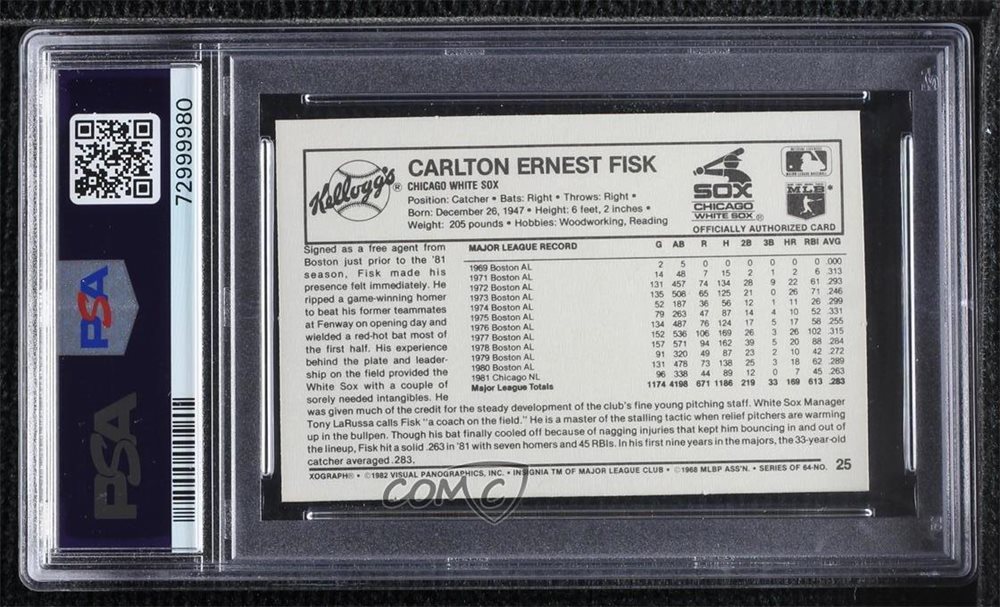 72999980
PSA
PSA
Kellogg's®
CARLTON ERNEST FISK
CHICAGO WHITE SOX
Position: Catcher • Bats: Right • Throws: Right •
Born: December 26, 1947 • Height: 6 feet, 2 inches •
Weight: 205 pounds • Hobbies: Woodworking, Reading
SOX
CHICAGO
WHITE SOX ®
MLB
OFFICIALLY AUTHORIZED CARD
Signed as a free agent from
Boston just prior to the '81
season, Fisk made his
presence felt immediately. He
ripped a game-winning homer
to beat his former teammates
at Fenway on opening day and
wielded a red-hot bat most of
the first half. His experience
behind the plate and leader-
ship on the field provided the
White Sox with a couple of
sorely needed intangibles. He
MAJOR LEAGUE RECORD G AB R H 2B 3B HR RBI AVG
1969 Boston AL 2 5 0 0 0 0 0 0 .000
1971 Boston AL 14 48 7 15 2 1 2 6 .313
1972 Boston AL 131 457 74 134 28 9 22 61 .293
1973 Boston AL 135 508 65 125 21 0 26 71 .246
1974 Boston AL 52 187 36 56 12 1 11 26 .299
1975 Boston AL 79 263 47 87 14 4 10 52 .331
1976 Boston AL 134 487 76 124 17 5 17 58 .255
1977 Boston AL 152 536 106 169 26 3 26 102 .315
1978 Boston AL 157 571 94 162 39 5 20 88 .284
1979 Boston AL 91 320 49 87 23 2 10 42 .272
1980 Boston AL 131 478 73 138 25 3 18 62 .289
1981 Chicago NL 96 338 44 89 12 0 7 45 .263
Major League Totals 1174 4198 671 1186 219 33 169 613 .283
was given much of the credit for the steady development of the club's fine young pitching staff. White Sox Manager
Tony LaRussa calls Fisk "a coach on the field." He is a master of the stalling tactic when relief pitchers are warming
up in the bullpen. Though his bat finally cooled off because of nagging injuries that kept him bouncing in and out of
the lineup, Fisk hit a solid .263 in '81 with seven homers and 45 RBIs. In his first nine years in the majors, the 33-year-old
catcher averaged .283.
XOGRAPH® • ©1982 VISUAL PANOGRAPHICS, INC. • INSIGNIA TM OF MAJOR LEAGUE CLUB • ©1968 MLBP ASS'N. • SERIES OF 64-NO. 25
COMC